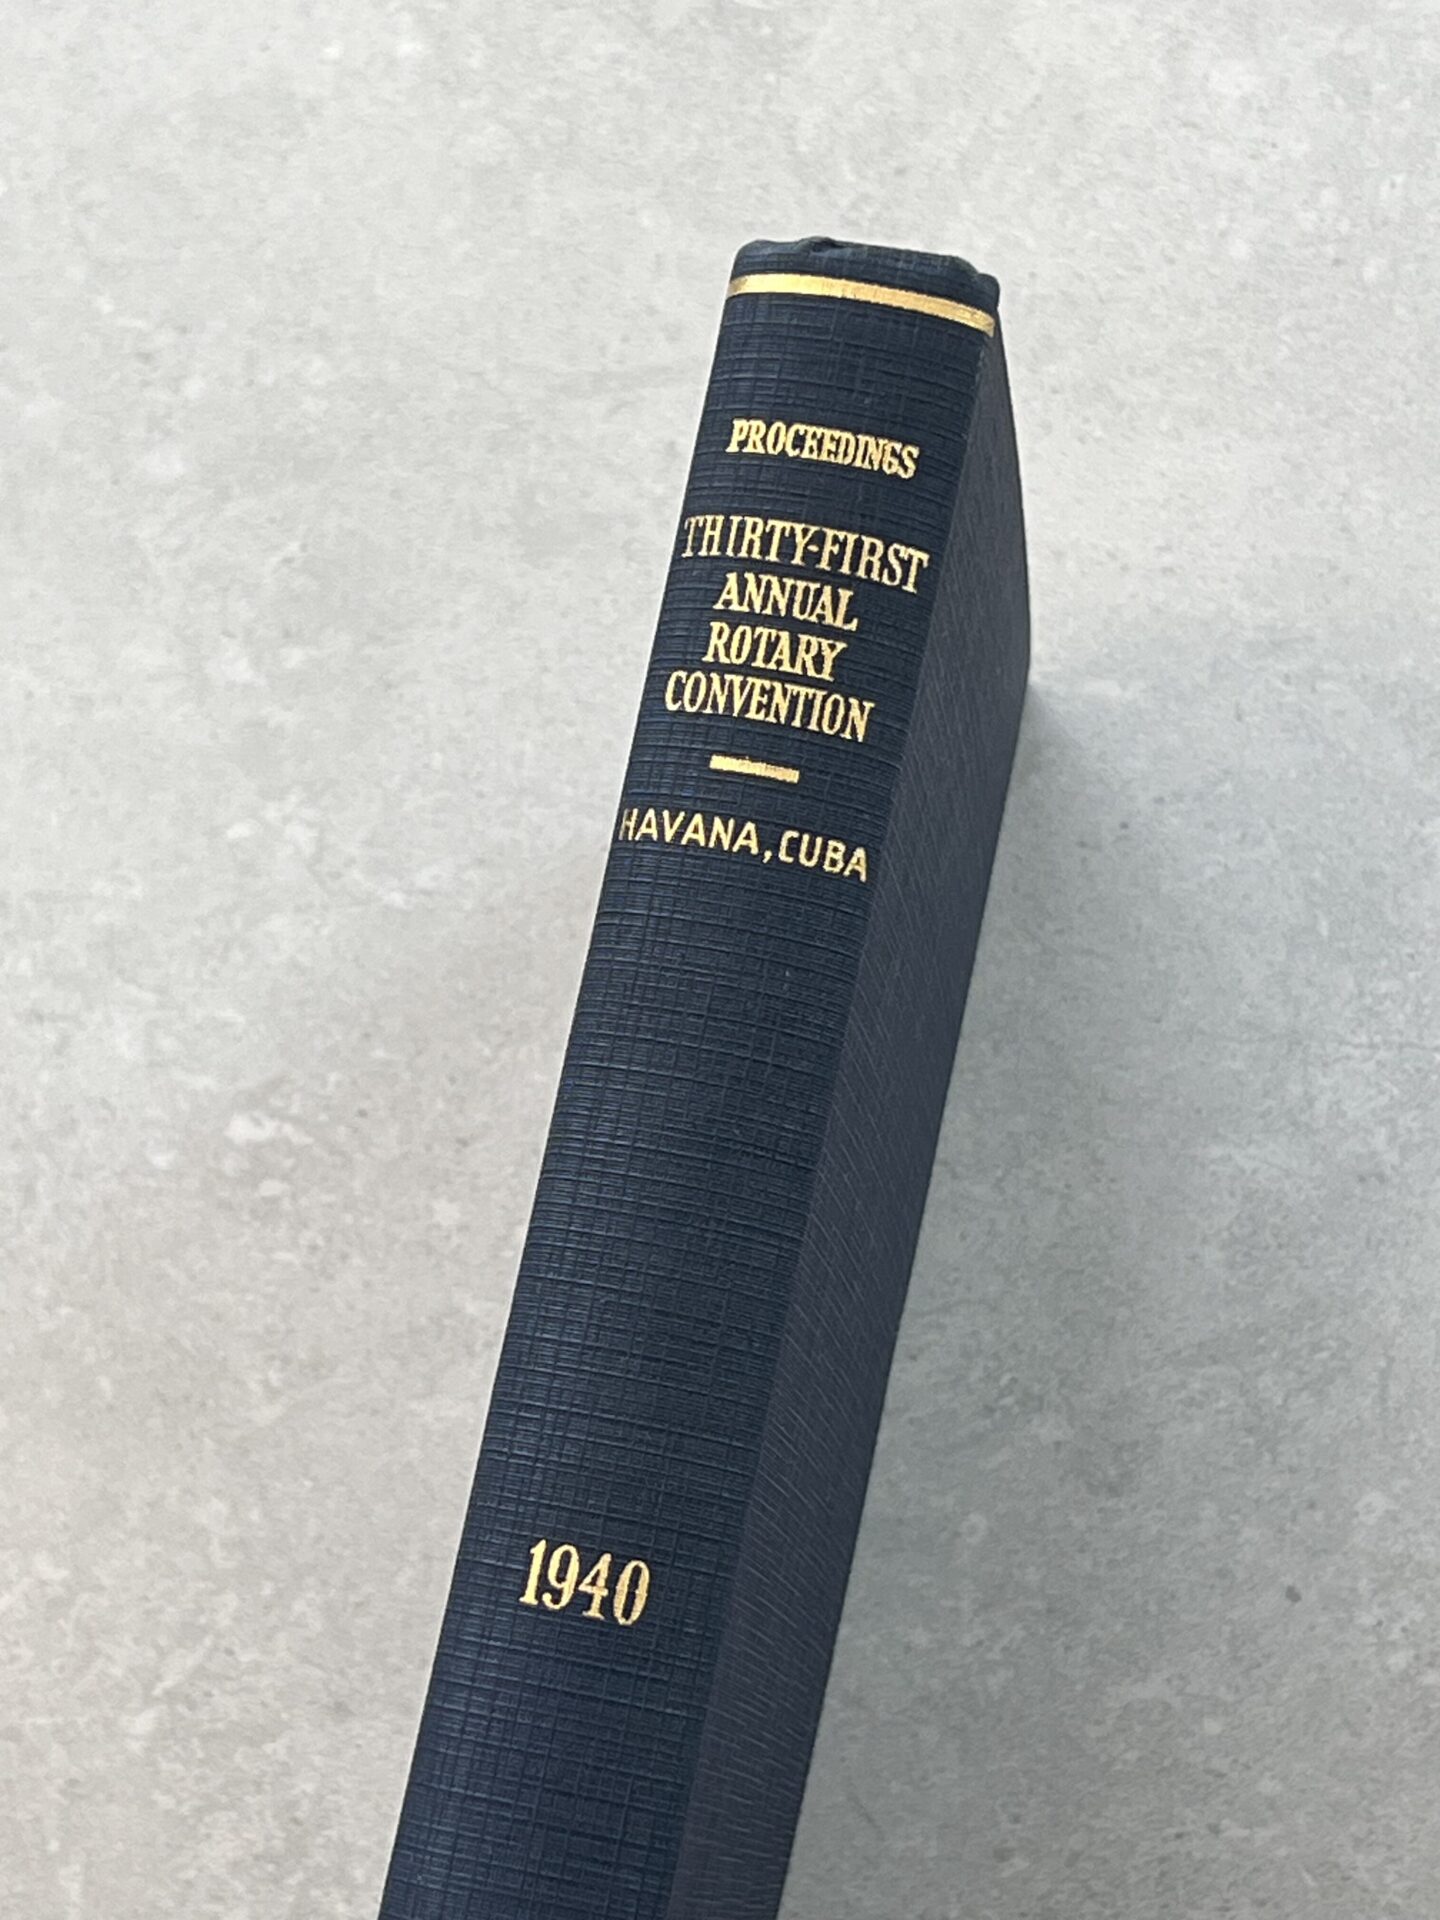 PROCEEDINGS
THIRTY-FIRST
ANNUAL
ROTARY
CONVENTION
HAVANA, CUBA
1940